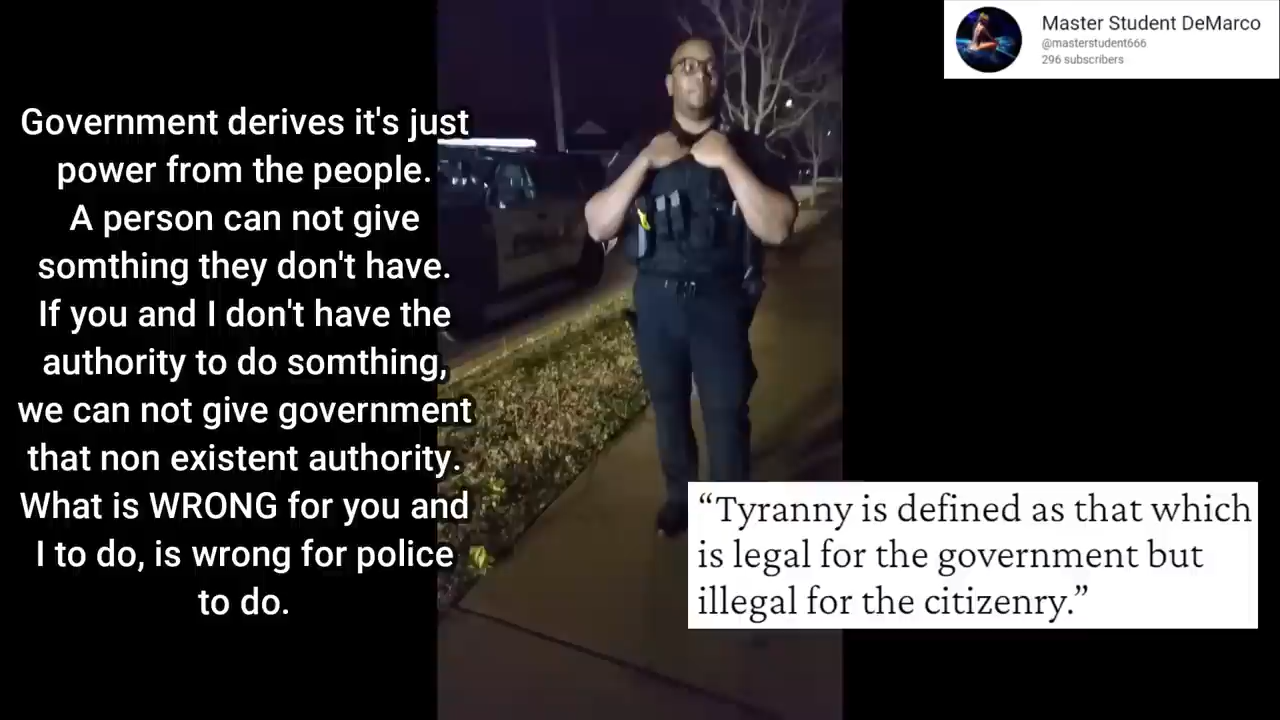 Master Student DeMarco
@masterstudent666
296 subscribers
Government derives it's just
power from the people.
A person can not give
somthing they don't have.
If you and I don't have the
authority to do somthing,
we can not give government
that non existent authority.
What is WRONG for you and
I to do, is wrong for police
to do.
“Tyranny is defined as that which
is legal for the government but
illegal for the citizenry.”